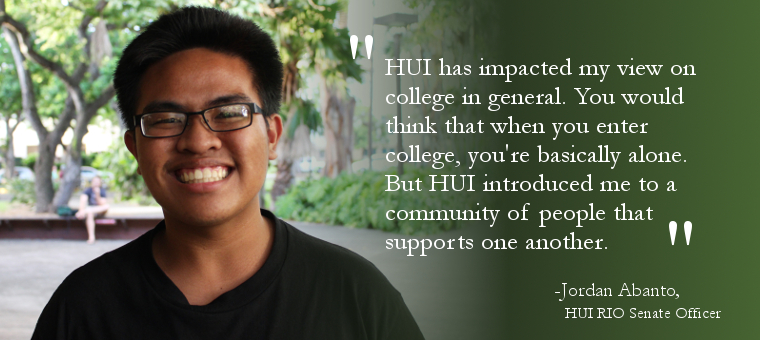 "HUI has impacted my view on
college in general. You would
think that when you enter
college, you're basically alone.
But HUI introduced me to a
community of people that
supports one another."
-Jordan Abanto,
HUI RIO Senate Officer